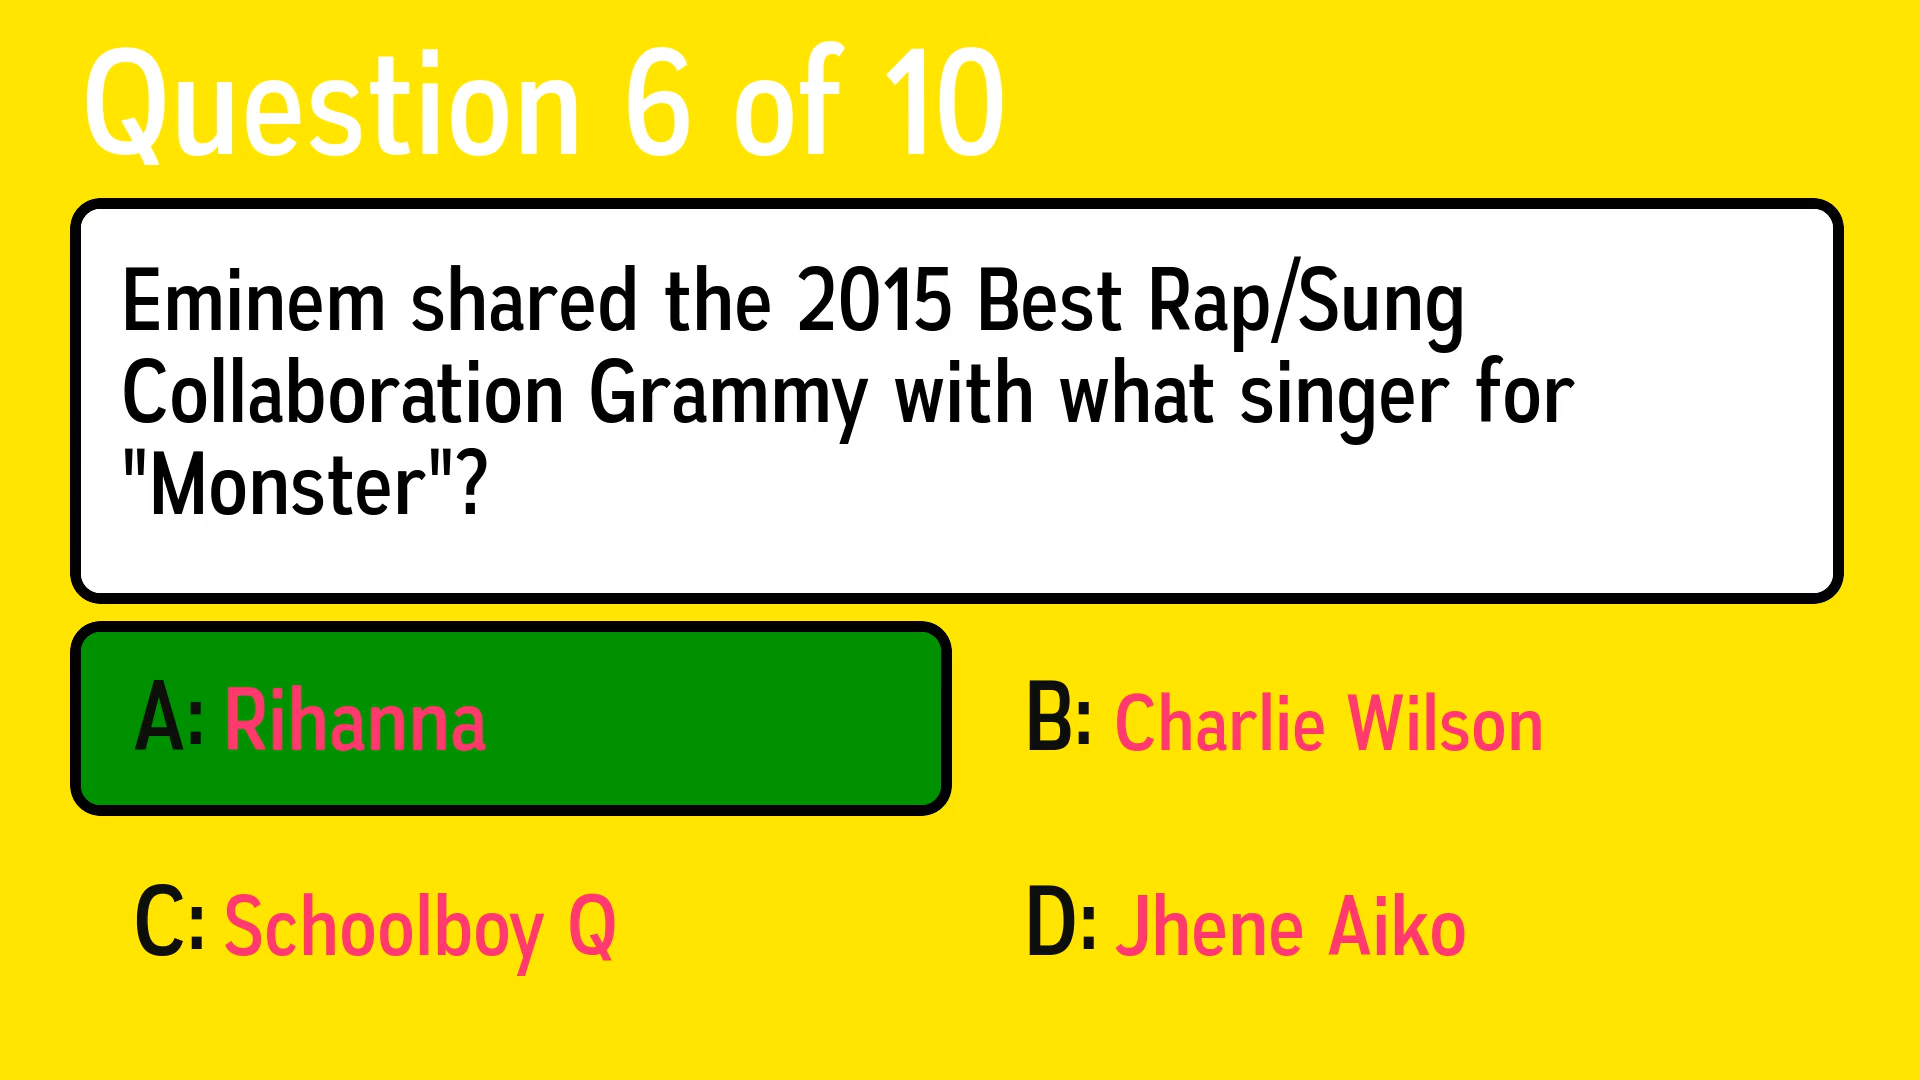 Question 6 of 10
Eminem shared the 2015 Best Rap/Sung
Collaboration Grammy with what singer for
"Monster"?
A: Rihanna
B: Charlie Wilson
C: Schoolboy Q
D: Jhene Aiko